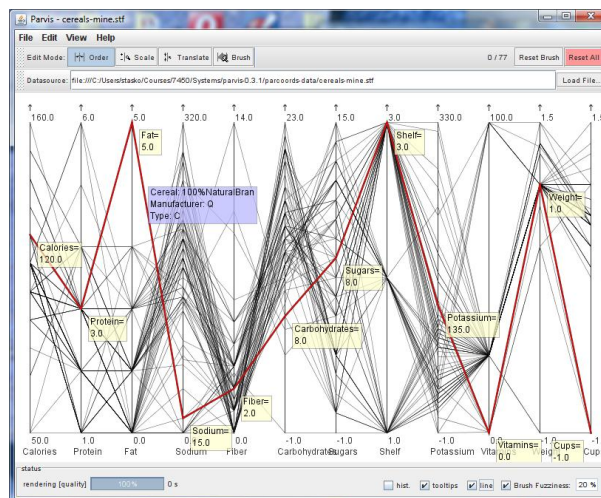 Parvis - cereals-mine.stf
File Edit View Help
Edit Mode: Order Scale Translate Brush 0 / 77 Reset Brush Reset All
Datasource: file:///C:/Users/stasko/Courses/7450/Systems/parvis-0.3.1/parcoords data/cereals-mine.stf Load File...
160.0 6.0 5.0 320.0 14.0 23.0 15.0 3.0 330.0 100.0 1.5 1.5
Fat=
5.0
Shelf=
3.0
Cereal: 100%NaturalBran
Manufacturer: Q
Type: C
Weight=
1.0
Calories=
120.0
Sugars=
8.0
Protein=
3.0
Potassium=
135.0
Carbohydrates=
8.0
Fiber=
2.0
Sodium=
15.0
Vitamins=
0.0
Cups=
-1.0
50.0 1.0 0.0 0.0 0.0 -1.0 -1.0 1.0 -1.0 0.0
Calories Protein Fat Sodium Fiber Carbohydrates Sugars Shelf Potassium Vitamins Weight Cups
status
rendering [quality] 100% 0 s hist. tooltips line Brush Fuzziness: 20 %